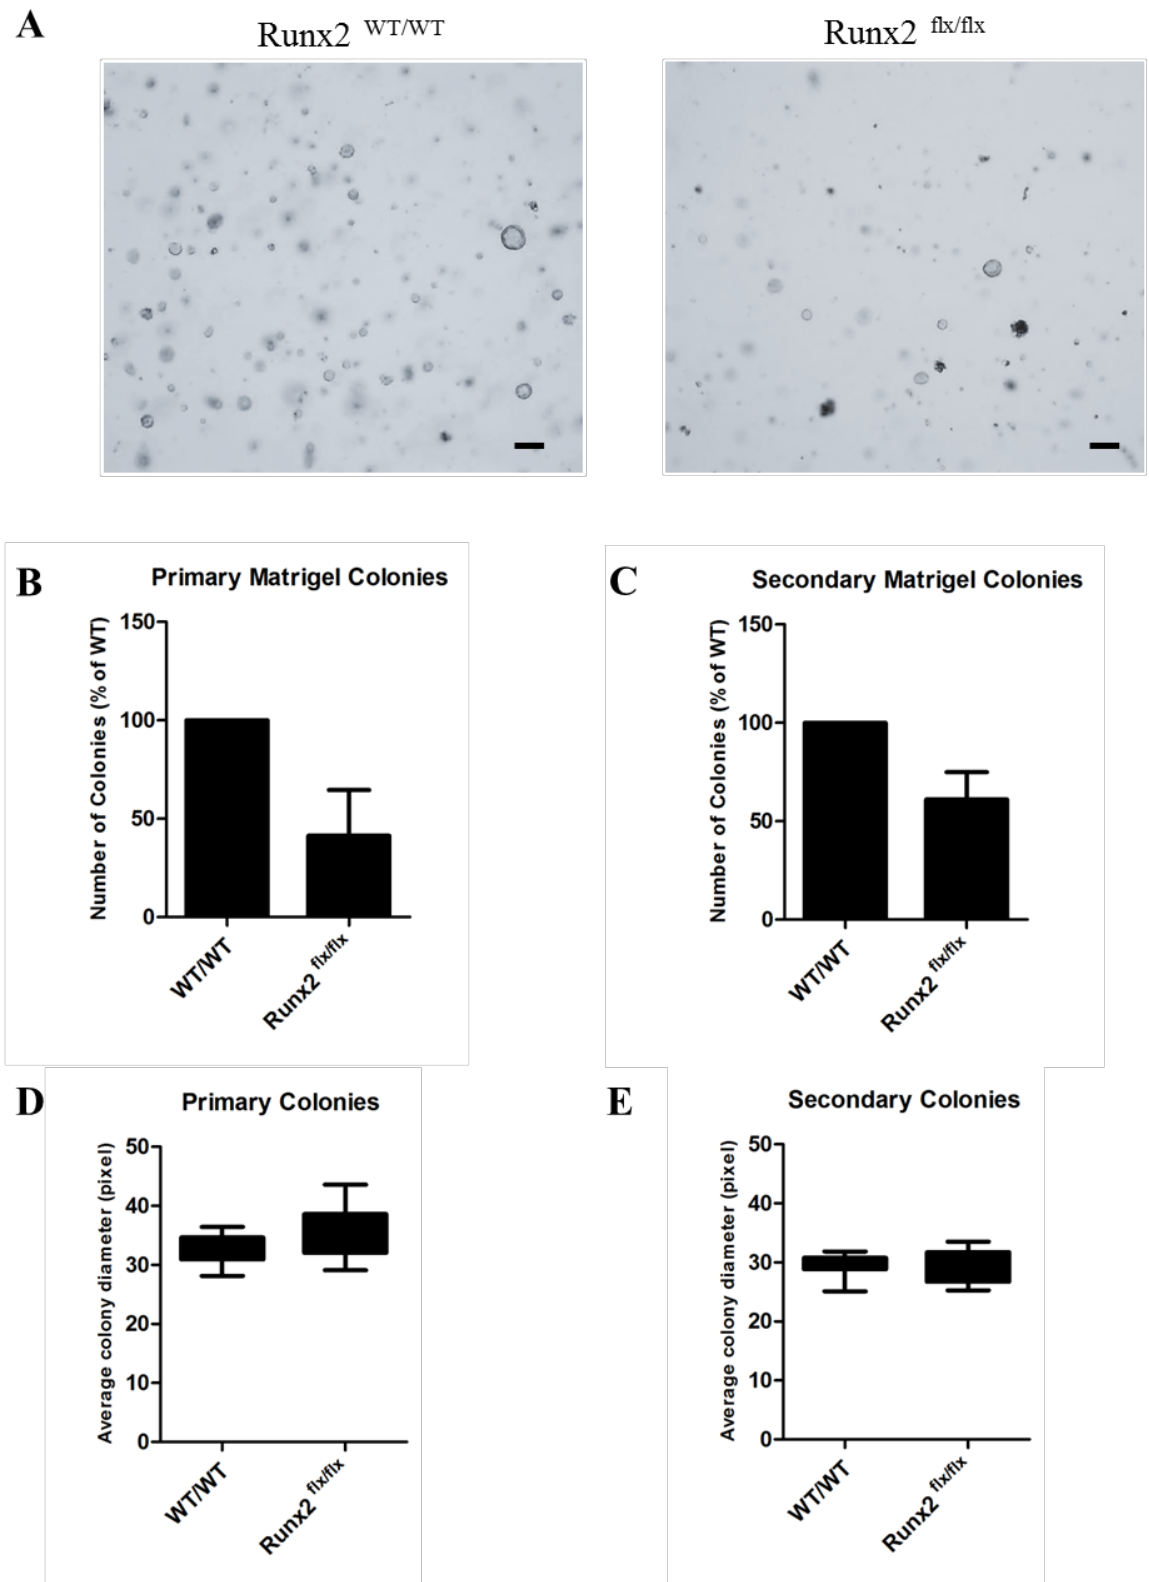 A
Runx2 WT/WT
Runx2 flx/flx
B
Primary Matrigel Colonies
Number of Colonies (% of WT)
150
100
50
0
WT/WT
Runx2 flx/flx
C
Secondary Matrigel Colonies
Number of Colonies (% of WT)
150
100
50
0
WT/WT
Runx2 flx/flx
D
Primary Colonies
Average colony diameter (pixel)
50
40
30
20
10
0
WT/WT
Runx2 flx/flx
E
Secondary Colonies
Average colony diameter (pixel)
50
40
30
20
10
0
WT/WT
Runx2 flx/flx